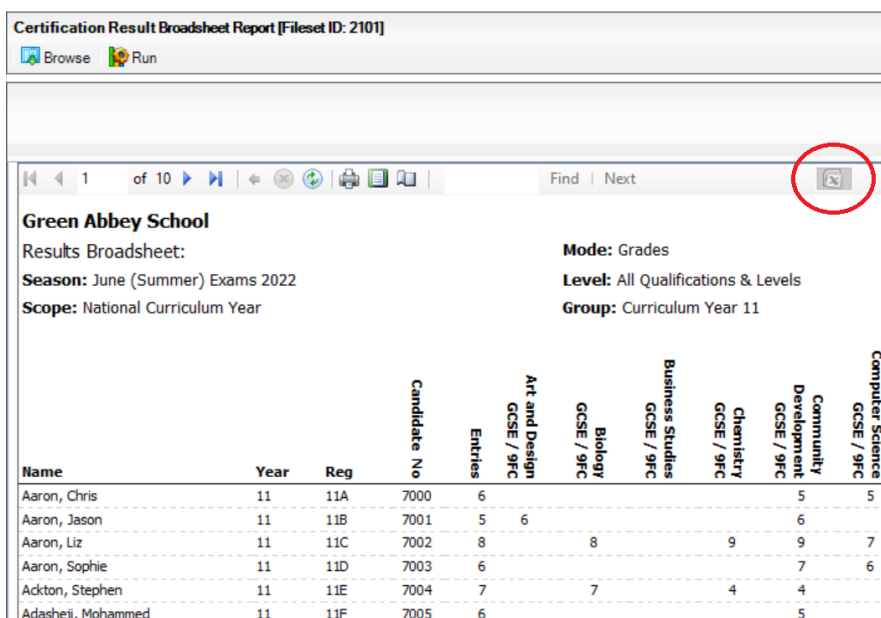 Certification Result Broadsheet Report [Fileset ID: 2101]
Browse Run
1 of 10 Find | Next
Green Abbey School
Results Broadsheet: Mode: Grades
Season: June (Summer) Exams 2022 Level: All Qualifications & Levels
Scope: National Curriculum Year Group: Curriculum Year 11
Name Year Reg Candidate No Entries Art and Design GCSE / 9FC Biology GCSE / 9FC Business Studies GCSE / 9FC Chemistry GCSE / 9FC Community Development GCSE / 9FC Computer Science GCSE / 9FC
Aaron, Chris 11 11A 7000 6 5 5
Aaron, Jason 11 11B 7001 5 6 6
Aaron, Liz 11 11C 7002 8 8 9 9 7
Aaron, Sophie 11 11D 7003 6 7 6
Ackton, Stephen 11 11E 7004 7 7 4 4
Adasheji, Mohammed 11 11F 7005 6 5